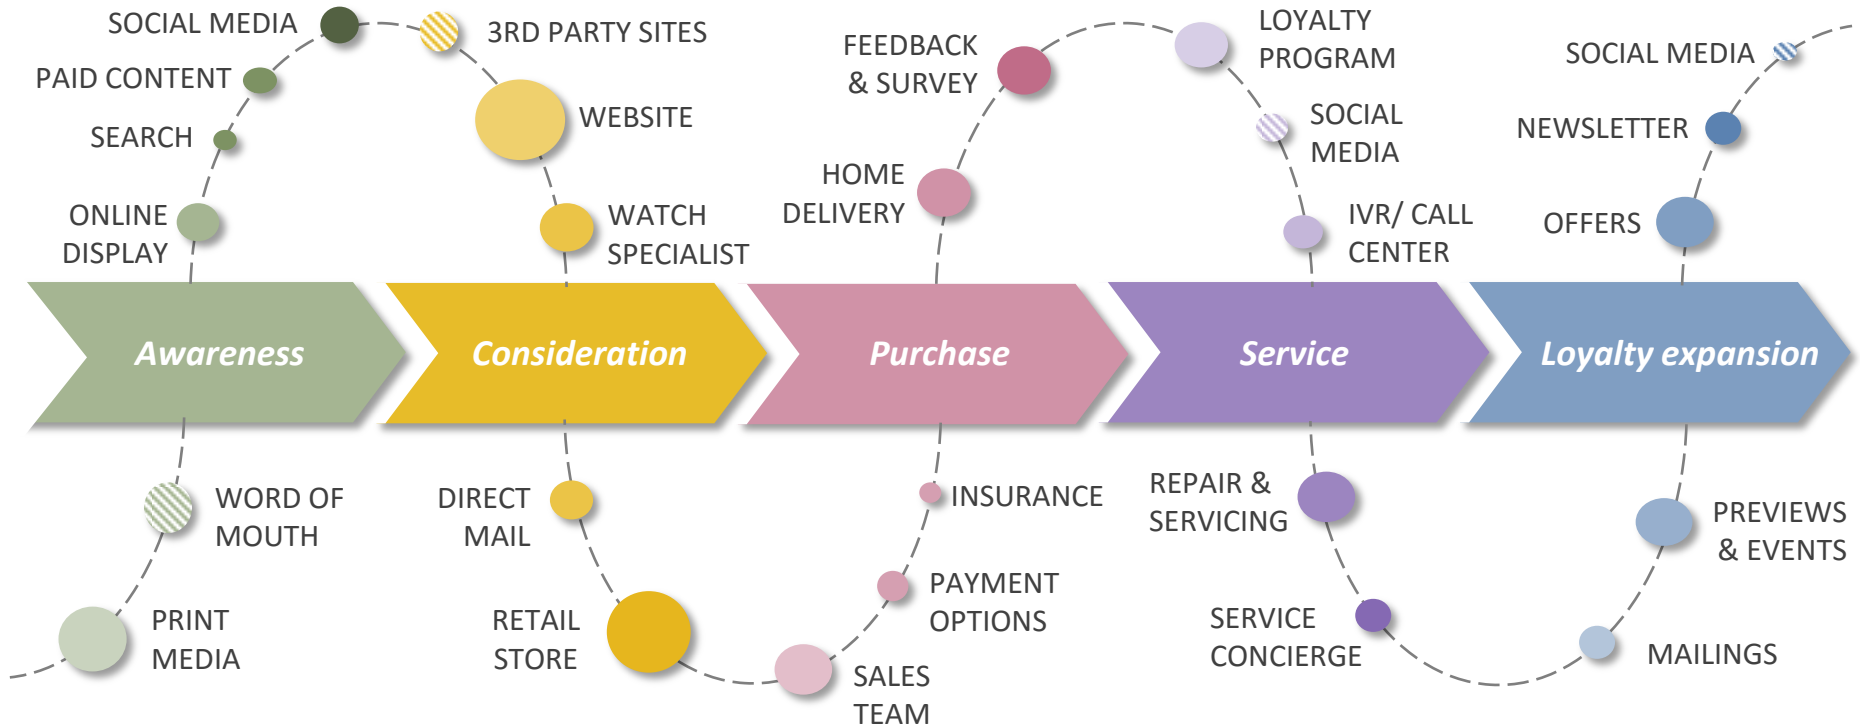 SOCIAL MEDIA
PAID CONTENT
SEARCH
ONLINE
DISPLAY
3RD PARTY SITES
WEBSITE
WATCH
SPECIALIST
FEEDBACK
& SURVEY
HOME
DELIVERY
LOYALTY
PROGRAM
SOCIAL
MEDIA
IVR/ CALL
CENTER
SOCIAL MEDIA
NEWSLETTER
OFFERS
Awareness
Consideration
Purchase
Service
Loyalty expansion
WORD OF
MOUTH
PRINT
MEDIA
DIRECT
MAIL
RETAIL
STORE
INSURANCE
PAYMENT
OPTIONS
SALES
TEAM
REPAIR &
SERVICING
SERVICE
CONCIERGE
PREVIEWS
& EVENTS
MAILINGS